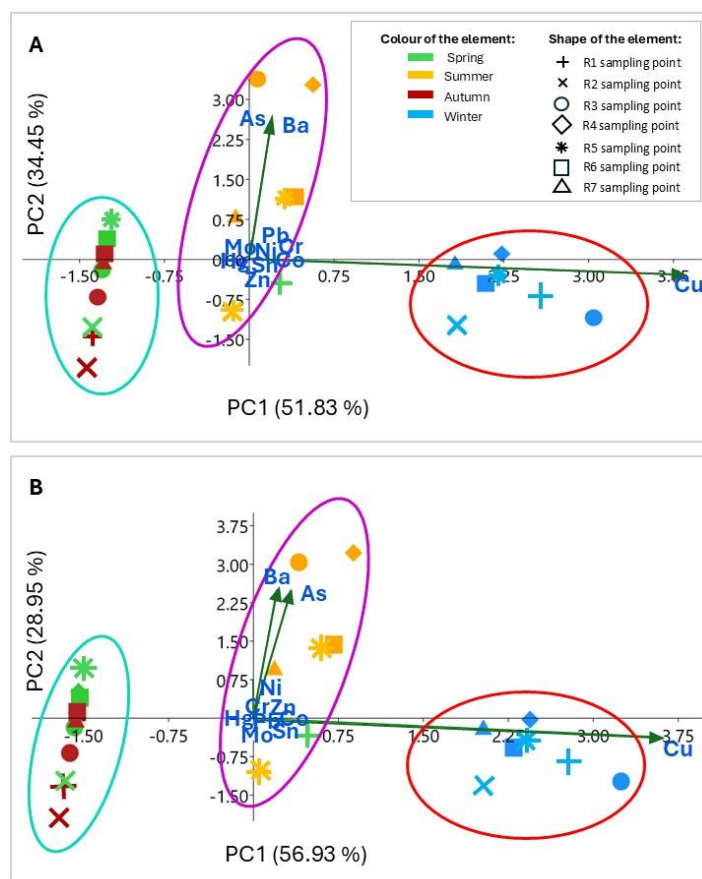 A
Colour of the element:
Spring
Summer
Autumn
Winter
Shape of the element:
R1 sampling point
R2 sampling point
R3 sampling point
R4 sampling point
R5 sampling point
R6 sampling point
R7 sampling point
PC2 (34.45 %)
3.00
2.25
1.50
0.75
0.00
-0.75
-1.50
As
Ba
Pb
Mo
Ni
Cr
Hg
Sn
Co
Zn
Cu
-1.50
-0.75
0.75
1.50
2.25
3.00
3.75
PC1 (51.83 %)
B
PC2 (28.95 %)
3.75
3.00
2.25
1.50
0.75
-0.75
-1.50
Ba
As
Ni
Cr
Zn
Hg
Co
Mo
Sn
Cu
-1.50
-0.75
0.75
1.50
2.25
3.00
3.75
PC1 (56.93 %)